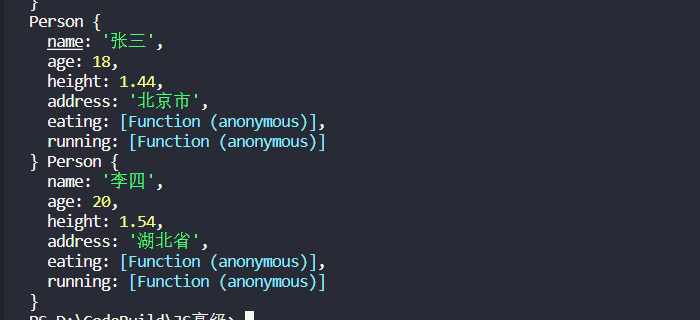 }
Person {
  name: '张三',
  age: 18,
  height: 1.44,
  address: '北京市',
  eating: [Function (anonymous)],
  running: [Function (anonymous)]
} Person {
  name: '李四',
  age: 20,
  height: 1.54,
  address: '湖北省',
  eating: [Function (anonymous)],
  running: [Function (anonymous)]
}
PS D:\CodeBuild\JS高级>